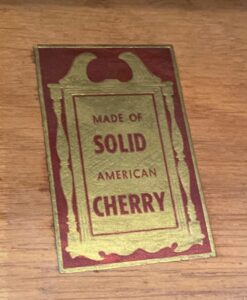 MADE OF
SOLID
AMERICAN
CHERRY